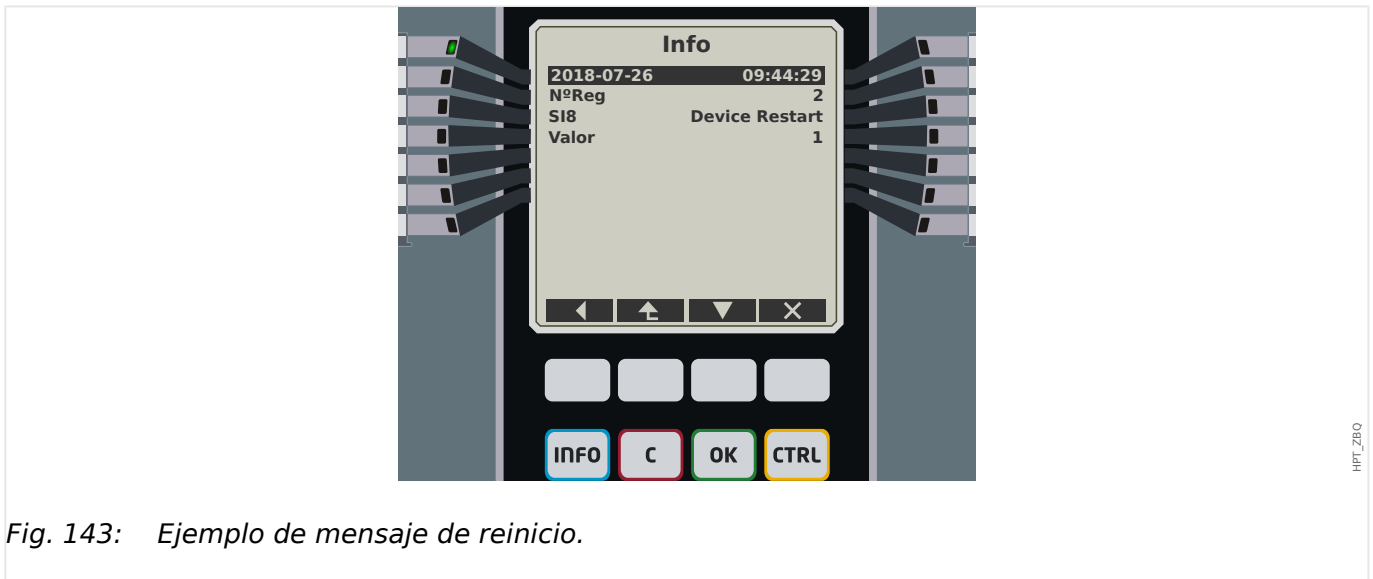 Info
2018-07-26 09:44:29
NºReg 2
SI8 Device Restart
Valor 1
INFO C OK CTRL
HPT_ZBQ
Fig. 143: Ejemplo de mensaje de reinicio.